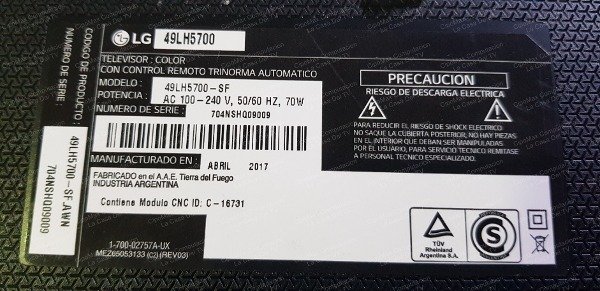 LG 49LH5700
TELEVISOR: COLOR
CON CONTROL REMOTO TRINORMA AUTOMATICO
MODELO : 49LH5700-SF
POTENCIA : AC 100-240 V, 50/60 HZ, 70W
NUMERO DE SERIE : 704NSHQ09009
MANUFACTURADO EN : ABRIL 2017
FABRICADO en el A.A.E. Tierra del Fuego
INDUSTRIA ARGENTINA
Contiene Modulo CNC ID: C-16731
1-700-02757A-UX
MEZ65053133 (C2) (REV03)
CODIGO DE PRODUCTO :
49LH5700-SF.AWN
NUMERO DE SERIE :
704NSHQ09009
PRECAUCION
RIESGO DE DESCARGA ELECTRICA
PARA REDUCIR EL RIESGO DE SHOCK ELECTRICO
NO SAQUE LA CUBIERTA POSTERIOR, NO HAY PIEZAS
EN EL INTERIOR QUE DEBAN O PUEDAN SER REPARADAS
POR EL USUARIO, PARA SERVICIO TECNICO REMITASE
A PERSONAL TECNICO ESPECIALIZADO.
TÜV
Rheinland
Argentina S.A.
S